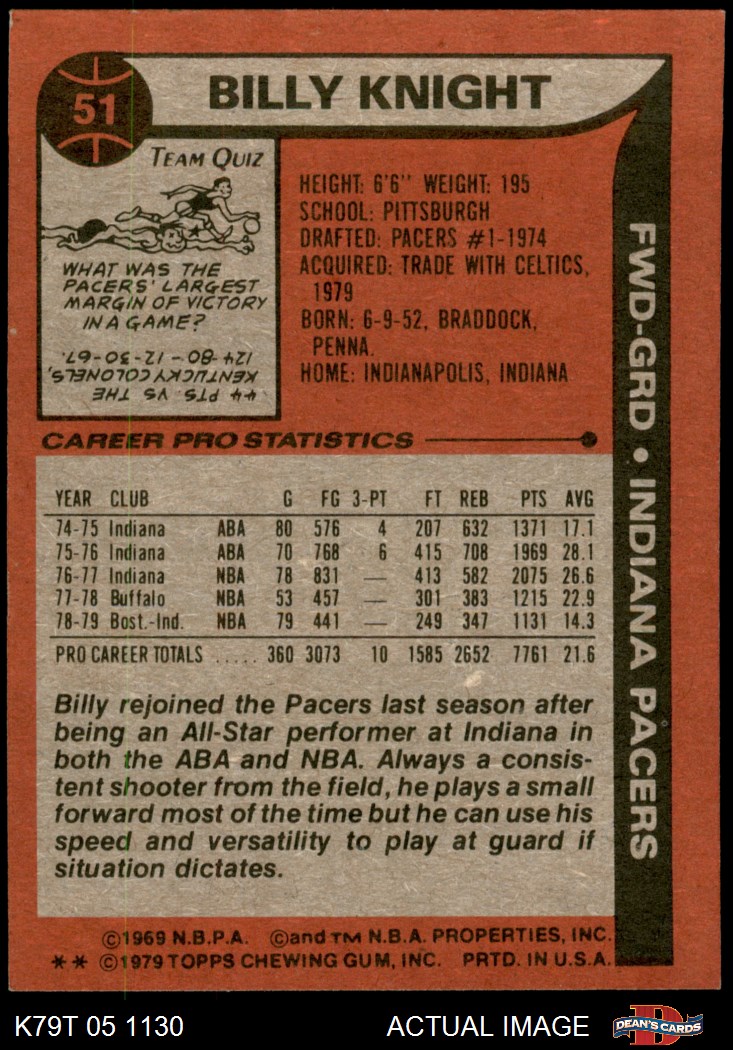 51
BILLY KNIGHT
TEAM QUIZ
WHAT WAS THE
PACERS' LARGEST
MARGIN OF VICTORY
IN A GAME?
44 PTS VS THE
KENTUCKY COLONELS,
124-80 - 12-30-67.
HEIGHT: 6'6" WEIGHT: 195
SCHOOL: PITTSBURGH
DRAFTED: PACERS #1-1974
ACQUIRED: TRADE WITH CELTICS,
1979
BORN: 6-9-52, BRADDOCK,
PENNA.
HOME: INDIANAPOLIS, INDIANA
FWD-GRD • INDIANA PACERS
CAREER PRO STATISTICS
YEAR CLUB G FG 3-PT FT REB PTS AVG
74-75 Indiana ABA 80 576 4 207 632 1371 17.1
75-76 Indiana ABA 70 768 6 415 708 1969 28.1
76-77 Indiana NBA 78 831 — 413 582 2075 26.6
77-78 Buffalo NBA 53 457 — 301 383 1215 22.9
78-79 Bost.-Ind. NBA 79 441 — 249 347 1131 14.3
PRO CAREER TOTALS ..... 360 3073 10 1585 2652 7761 21.6
Billy rejoined the Pacers last season after
being an All-Star performer at Indiana in
both the ABA and NBA. Always a consis-
tent shooter from the field, he plays a small
forward most of the time but he can use his
speed and versatility to play at guard if
situation dictates.
©1969 N.B.P.A. ©and TM N.B.A. PROPERTIES, INC.
** ©1979 TOPPS CHEWING GUM, INC. PRTD. IN U.S.A.
K79T 05 1130
ACTUAL IMAGE
DEAN'S CARDS